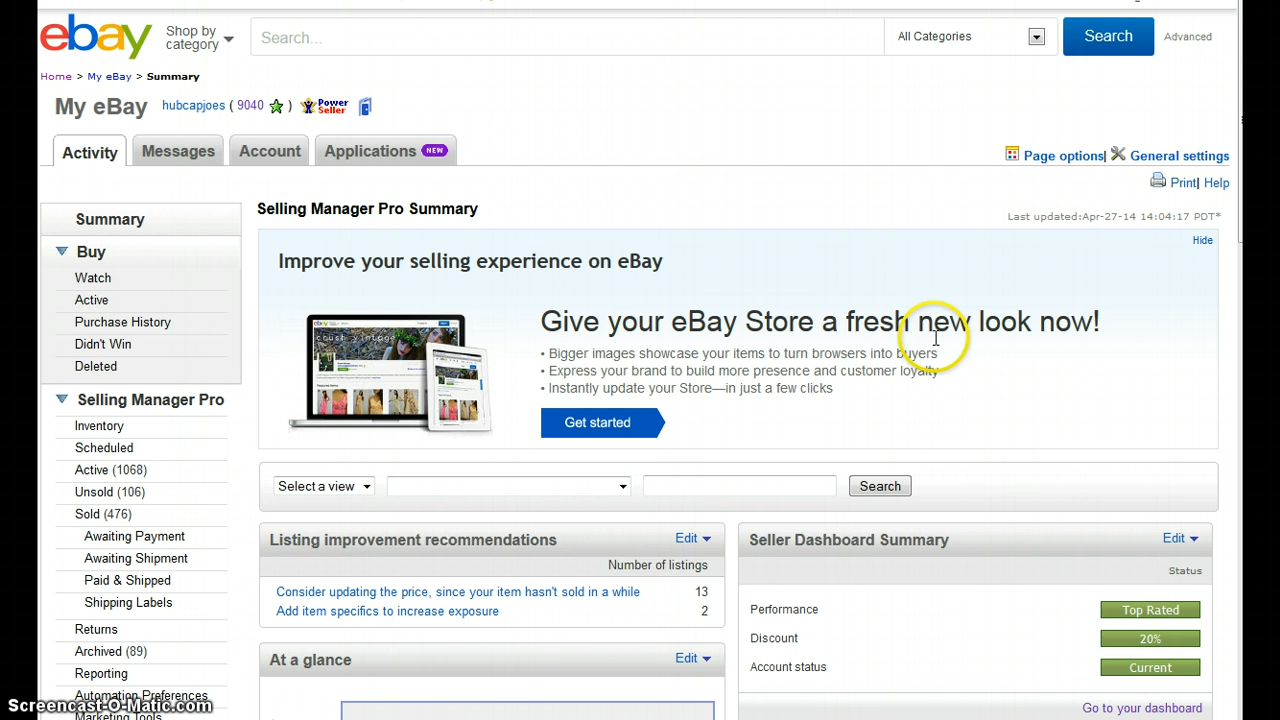 ebay
Shop by
category
Search...
All Categories
Search
Advanced
Home > My eBay > Summary
My eBay
hubcapjoes ( 9040 )
Power
Seller
Activity
Messages
Account
Applications NEW
Page options| General settings
Print| Help
Summary
Buy
Watch
Active
Purchase History
Didn't Win
Deleted
Selling Manager Pro
Inventory
Scheduled
Active (1068)
Unsold (106)
Sold (476)
Awaiting Payment
Awaiting Shipment
Paid & Shipped
Shipping Labels
Returns
Archived (89)
Reporting
Automation Preferences
Marketing Tools
Selling Manager Pro Summary
Last updated:Apr-27-14 14:04:17 PDT*
Hide
Improve your selling experience on eBay
Give your eBay Store a fresh new look now!
• Bigger images showcase your items to turn browsers into buyers
• Express your brand to build more presence and customer loyalty
• Instantly update your Store—in just a few clicks
Get started
Select a view
Search
Listing improvement recommendations
Edit
Number of listings
Consider updating the price, since your item hasn't sold in a while 13
Add item specifics to increase exposure 2
At a glance
Edit
Seller Dashboard Summary
Edit
Status
Performance Top Rated
Discount 20%
Account status Current
Go to your dashboard
Screencast-O-Matic.com